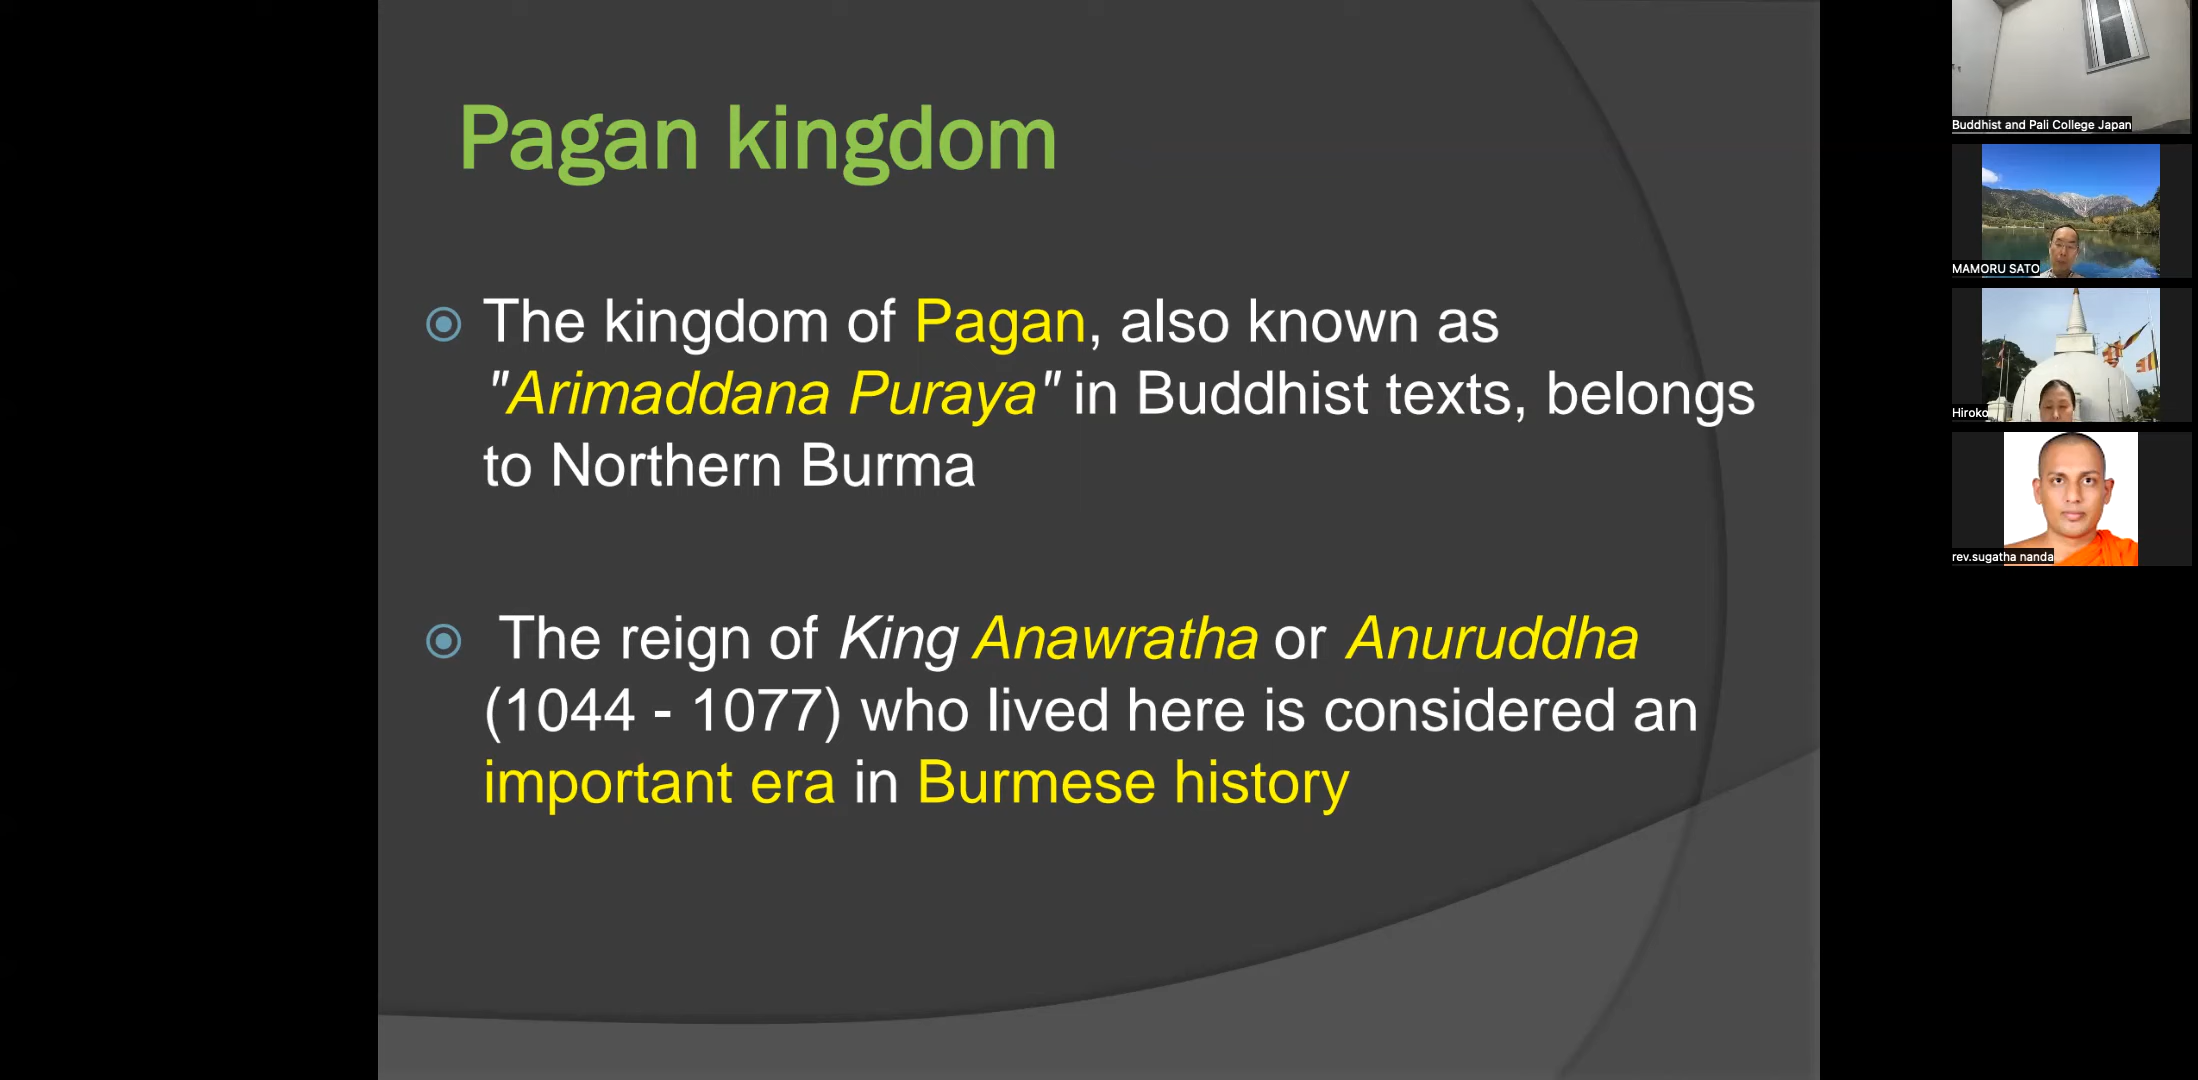 Pagan kingdom
The kingdom of Pagan, also known as
"Arimaddana Puraya" in Buddhist texts, belongs
to Northern Burma
The reign of King Anawratha or Anuruddha
(1044 - 1077) who lived here is considered an
important era in Burmese history
Buddhist and Pali College Japan
MAMORU SATO
Hiroko
rev.sugatha nanda